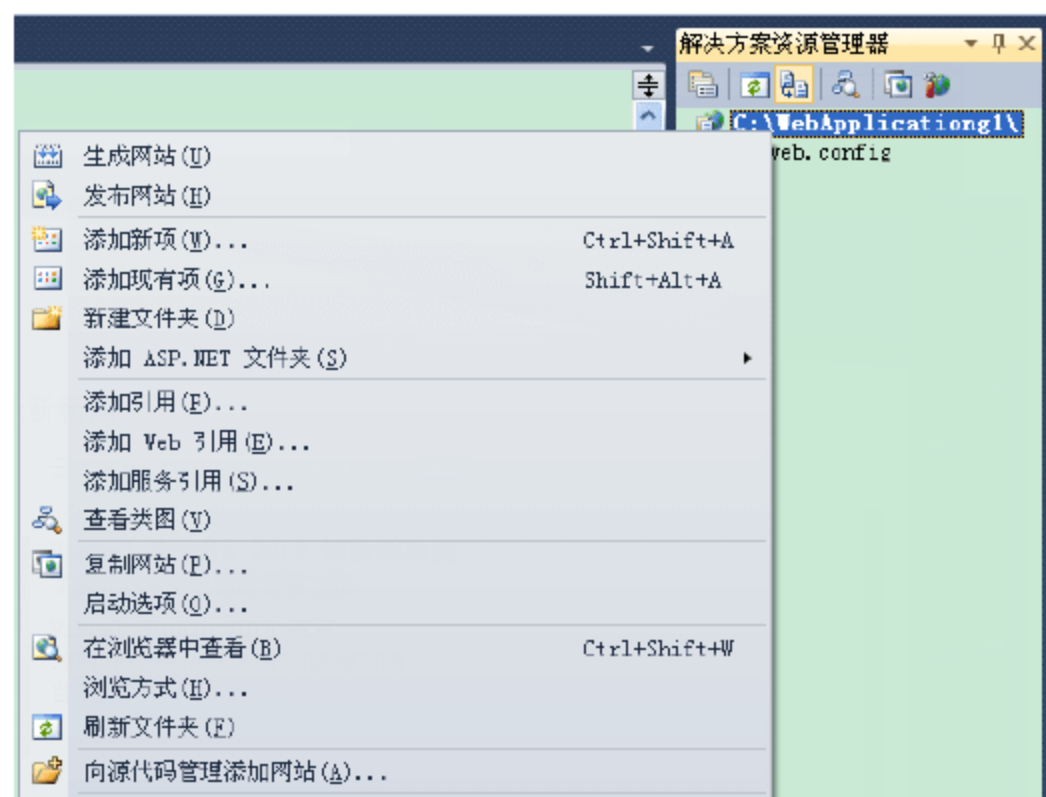 解决方案资源管理器
C:\WebApplicationg1\
web.config
生成网站(U)
发布网站(H)
添加新项(W)... Ctrl+Shift+A
添加现有项(G)... Shift+Alt+A
新建文件夹(D)
添加 ASP.NET 文件夹(S)
添加引用(F)...
添加 Web 引用(E)...
添加服务引用(S)...
查看类图(V)
复制网站(P)...
启动选项(O)...
在浏览器中查看(B) Ctrl+Shift+W
浏览方式(H)...
刷新文件夹(F)
向源代码管理添加网站(A)...